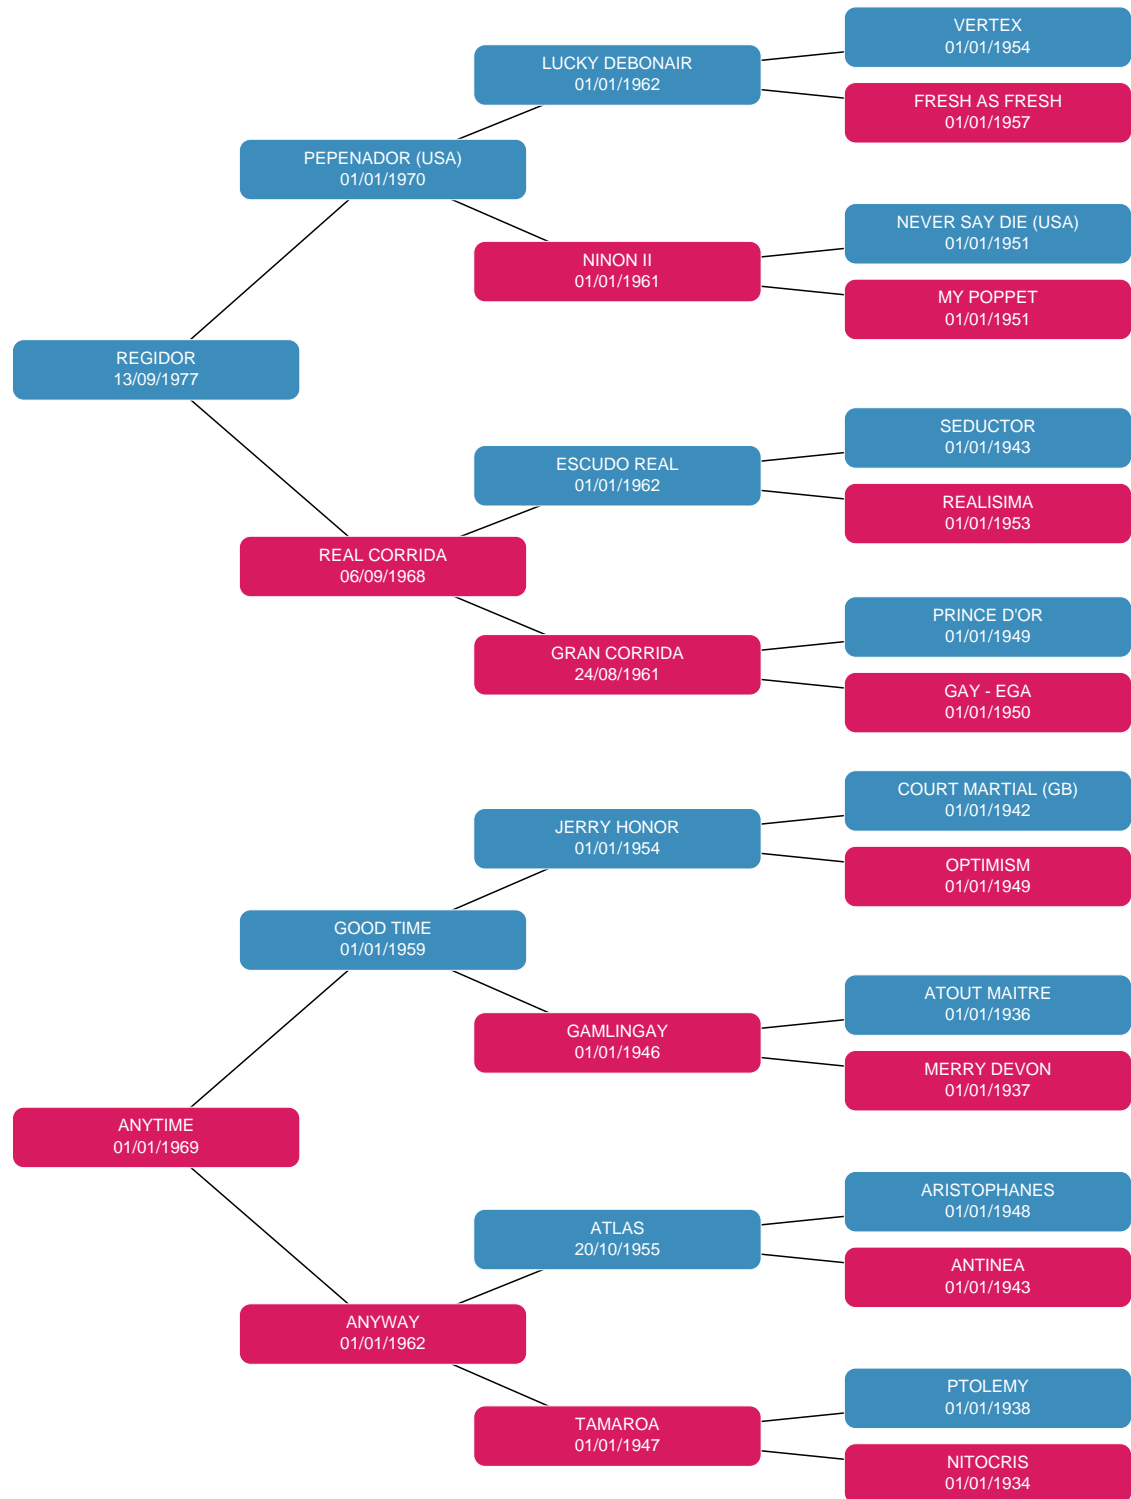 VERTEX
01/01/1954
LUCKY DEBONAIR
01/01/1962
FRESH AS FRESH
01/01/1957
PEPENADOR (USA)
01/01/1970
NEVER SAY DIE (USA)
01/01/1951
NINON II
01/01/1961
MY POPPET
01/01/1951
REGIDOR
13/09/1977
SEDUCTOR
01/01/1943
ESCUDO REAL
01/01/1962
REALISIMA
01/01/1953
REAL CORRIDA
06/09/1968
PRINCE D'OR
01/01/1949
GRAN CORRIDA
24/08/1961
GAY - EGA
01/01/1950
COURT MARTIAL (GB)
01/01/1942
JERRY HONOR
01/01/1954
OPTIMISM
01/01/1949
GOOD TIME
01/01/1959
ATOUT MAITRE
01/01/1936
GAMLINGAY
01/01/1946
MERRY DEVON
01/01/1937
ANYTIME
01/01/1969
ARISTOPHANES
01/01/1948
ATLAS
20/10/1955
ANTINEA
01/01/1943
ANYWAY
01/01/1962
PTOLEMY
01/01/1938
TAMAROA
01/01/1947
NITOCRIS
01/01/1934